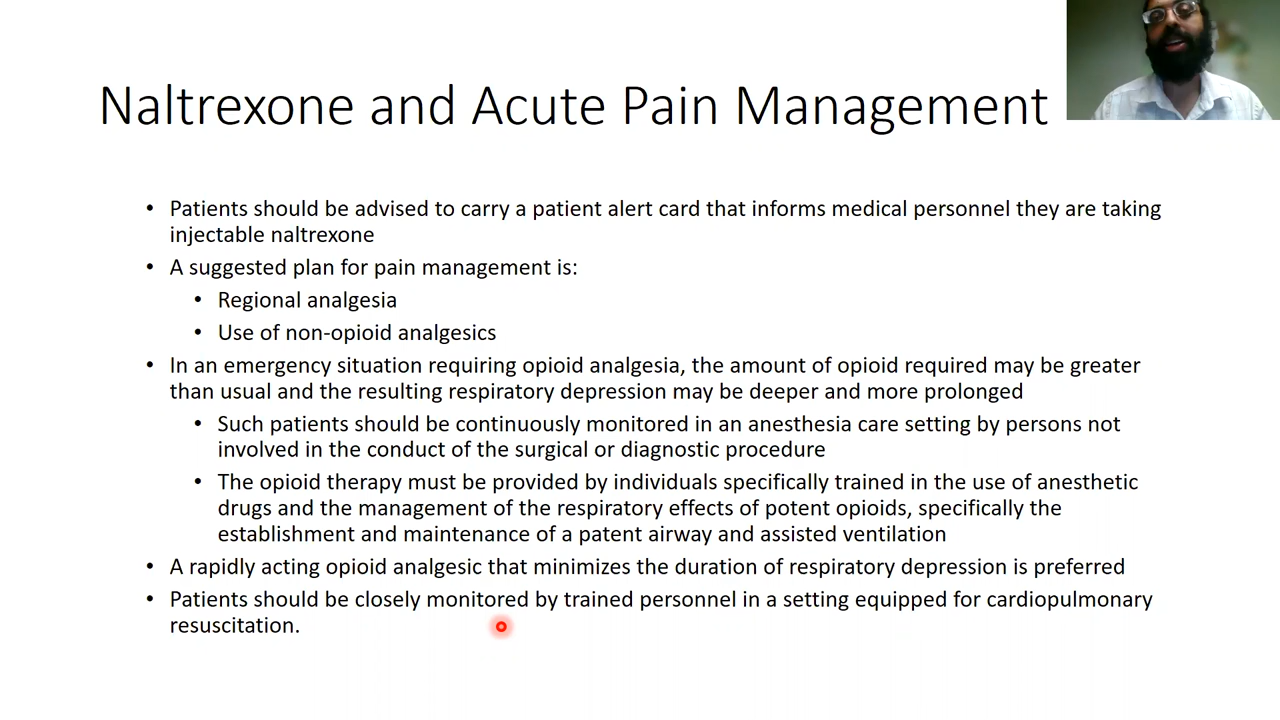 Naltrexone and Acute Pain Management
• Patients should be advised to carry a patient alert card that informs medical personnel they are taking
injectable naltrexone
• A suggested plan for pain management is:
• Regional analgesia
• Use of non-opioid analgesics
• In an emergency situation requiring opioid analgesia, the amount of opioid required may be greater
than usual and the resulting respiratory depression may be deeper and more prolonged
• Such patients should be continuously monitored in an anesthesia care setting by persons not
involved in the conduct of the surgical or diagnostic procedure
• The opioid therapy must be provided by individuals specifically trained in the use of anesthetic
drugs and the management of the respiratory effects of potent opioids, specifically the
establishment and maintenance of a patent airway and assisted ventilation
• A rapidly acting opioid analgesic that minimizes the duration of respiratory depression is preferred
• Patients should be closely monitored by trained personnel in a setting equipped for cardiopulmonary
resuscitation.